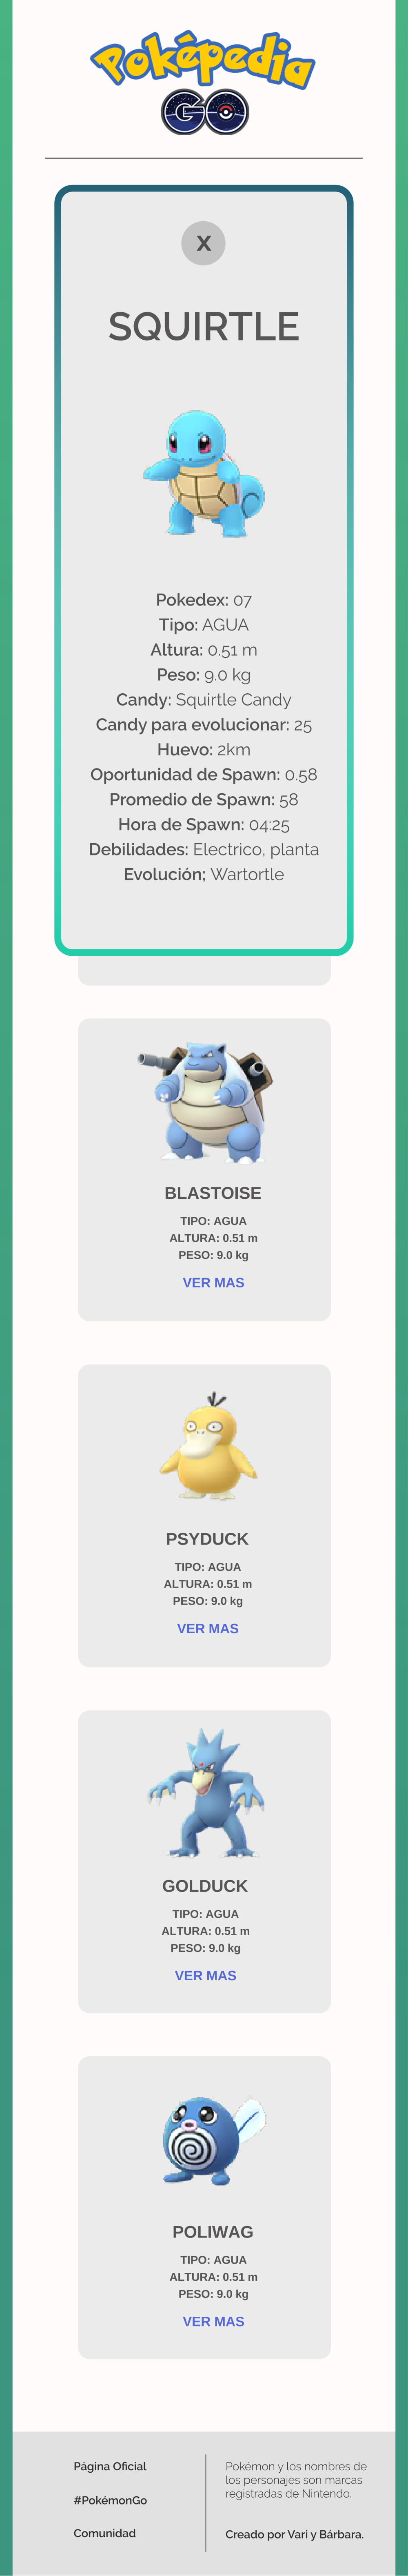 Poképedia
GO
X
SQUIRTLE
Pokedex: 07
Tipo: AGUA
Altura: 0.51 m
Peso: 9.0 kg
Candy: Squirtle Candy
Candy para evolucionar: 25
Huevo: 2km
Oportunidad de Spawn: 0.58
Promedio de Spawn: 58
Hora de Spawn: 04:25
Debilidades: Electrico, planta
Evolución; Wartortle
BLASTOISE
TIPO: AGUA
ALTURA: 0.51 m
PESO: 9.0 kg
VER MAS
PSYDUCK
TIPO: AGUA
ALTURA: 0.51 m
PESO: 9.0 kg
VER MAS
GOLDUCK
TIPO: AGUA
ALTURA: 0.51 m
PESO: 9.0 kg
VER MAS
POLIWAG
TIPO: AGUA
ALTURA: 0.51 m
PESO: 9.0 kg
VER MAS
Página Oficial
#PokémonGo
Comunidad
Pokémon y los nombres de
los personajes son marcas
registradas de Nintendo.
Creado por Vari y Bárbara.